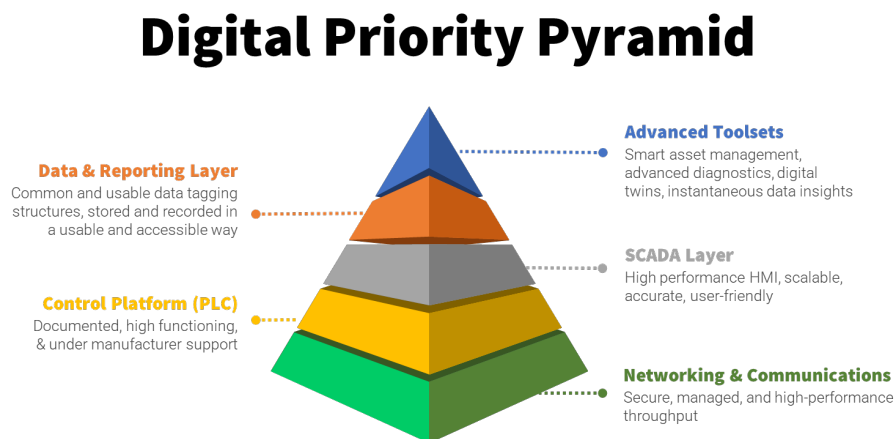 Digital Priority Pyramid
Advanced Toolsets
Smart asset management,
advanced diagnostics, digital
twins, instantaneous data insights
Data & Reporting Layer
Common and usable data tagging
structures, stored and recorded in
a usable and accessible way
SCADA Layer
High performance HMI, scalable,
accurate, user-friendly
Control Platform (PLC)
Documented, high functioning,
& under manufacturer support
Networking & Communications
Secure, managed, and high-performance
throughput